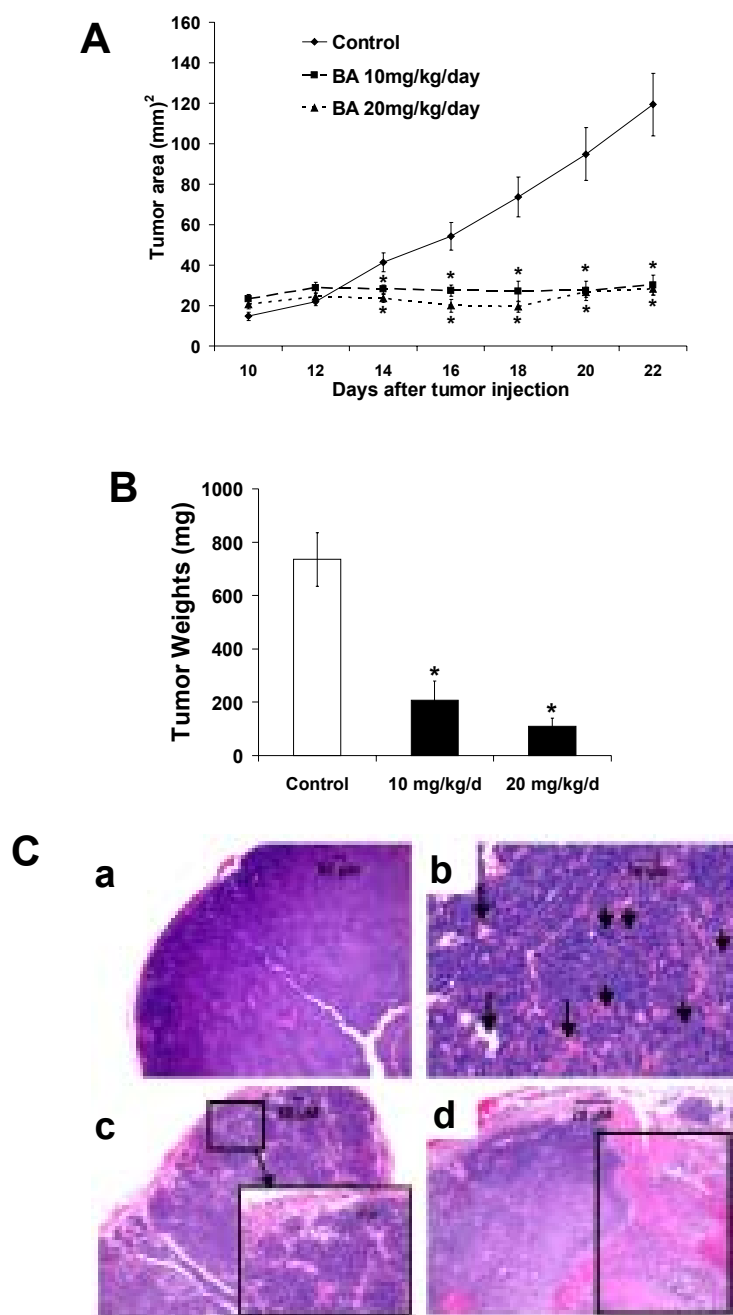 A
160
140
120
100
80
60
40
20
0
Tumor area (mm)²
Control
BA 10mg/kg/day
BA 20mg/kg/day
* * * * *
* * * * *
10 12 14 16 18 20 22
Days after tumor injection
B
1000
800
600
400
200
0
Tumor Weights (mg)
*
*
Control 10 mg/kg/d 20 mg/kg/d
C
a
b
c
d